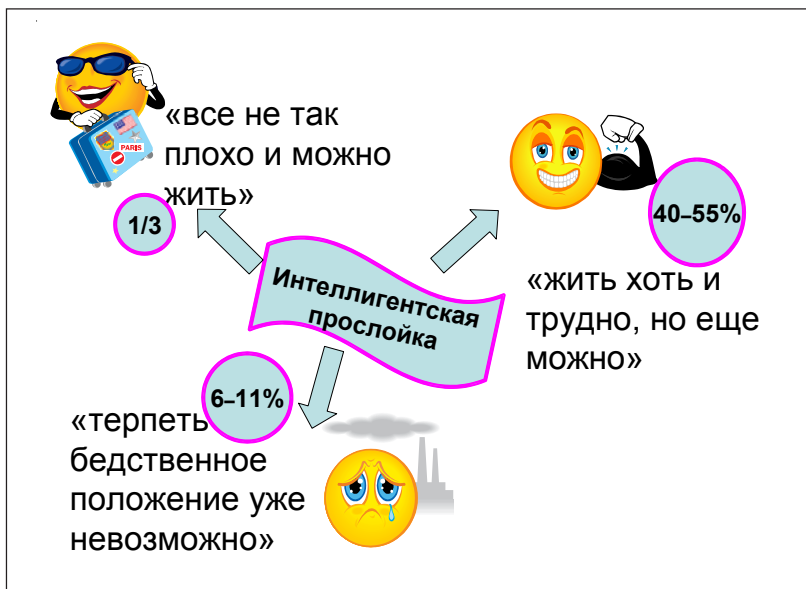 «все не так
плохо и можно
жить»
PARIS
1/3
40–55%
«жить хоть и
трудно, но еще
можно»
Интеллигентская
прослойка
6–11%
«терпеть
бедственное
положение уже
невозможно»